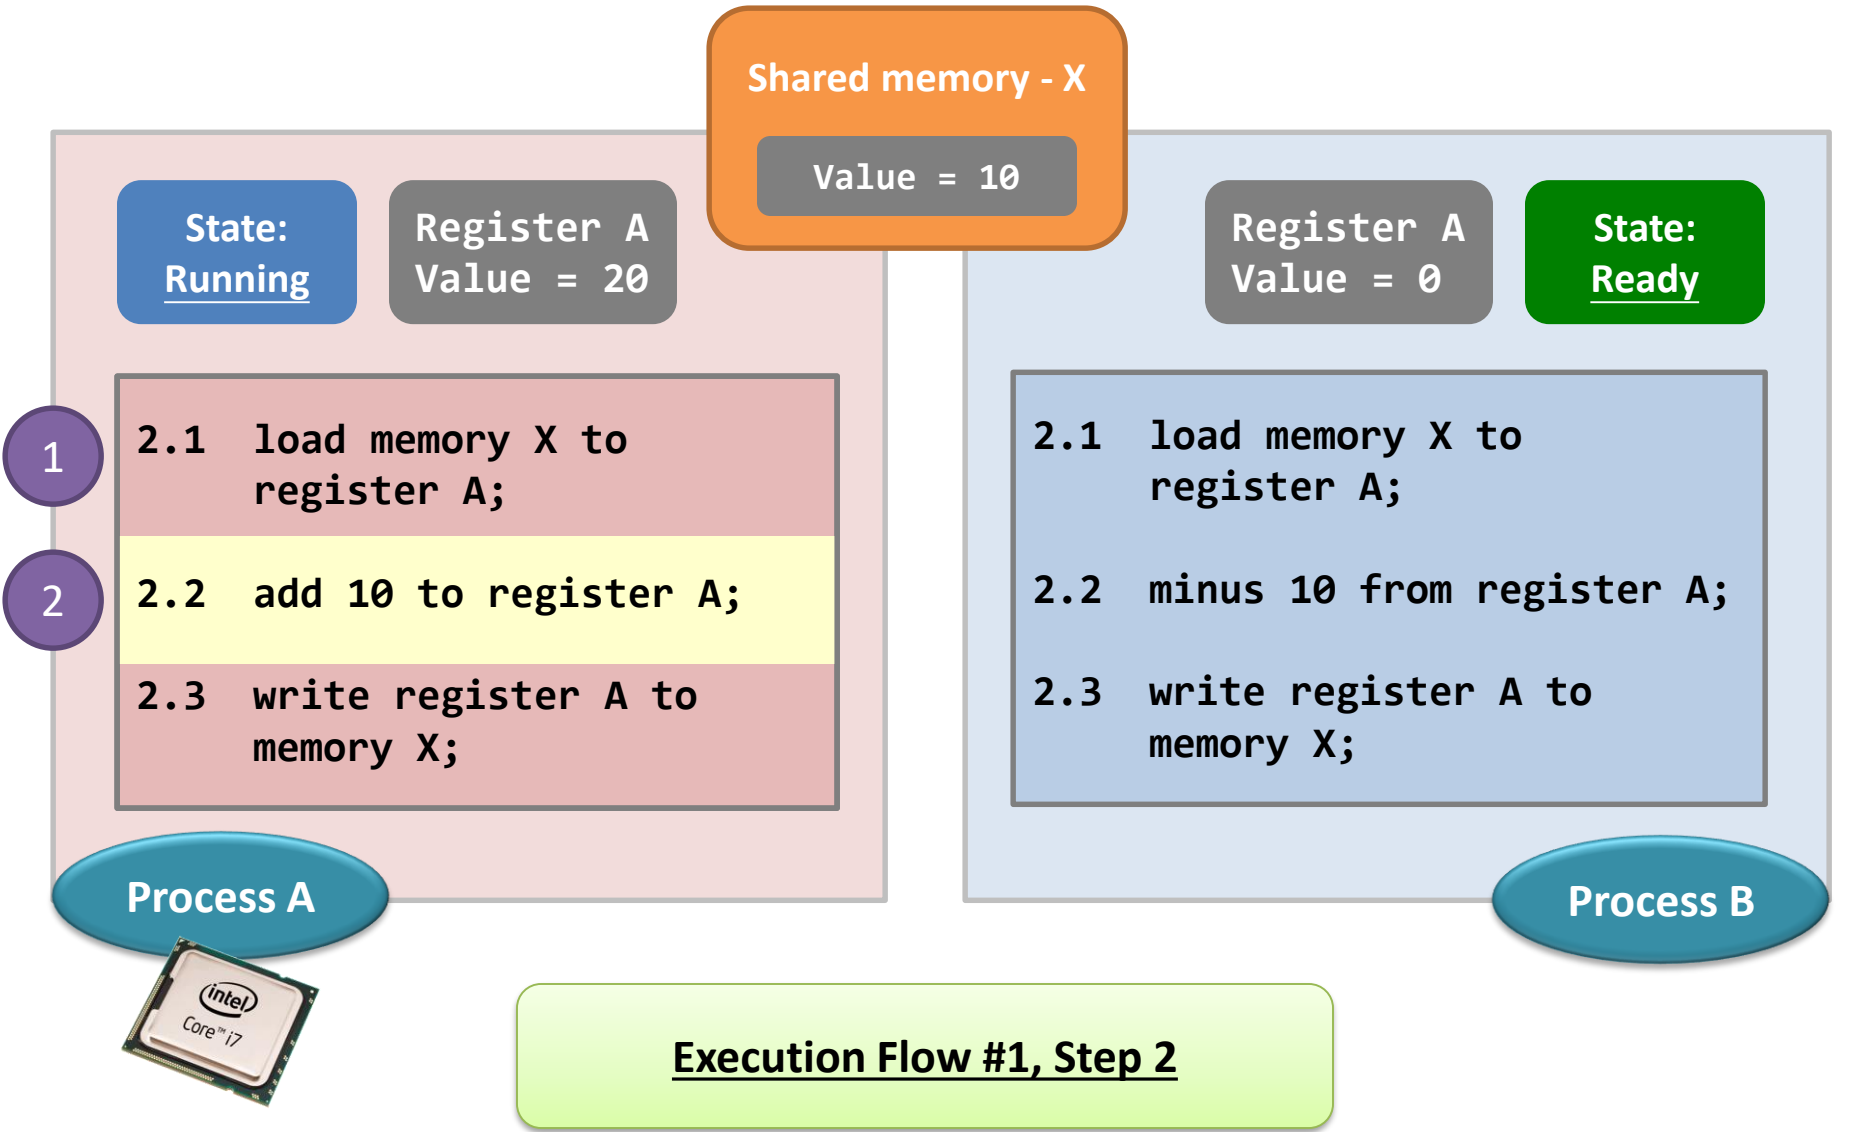 Shared memory - X
Value = 10
State:
Running
Register A
Value = 20
Register A
Value = 0
State:
Ready
1
2.1 load memory X to
register A;
2
2.2 add 10 to register A;
2.3 write register A to
memory X;
2.1 load memory X to
register A;
2.2 minus 10 from register A;
2.3 write register A to
memory X;
Process A
Process B
intel
Core™ i7
Execution Flow #1, Step 2